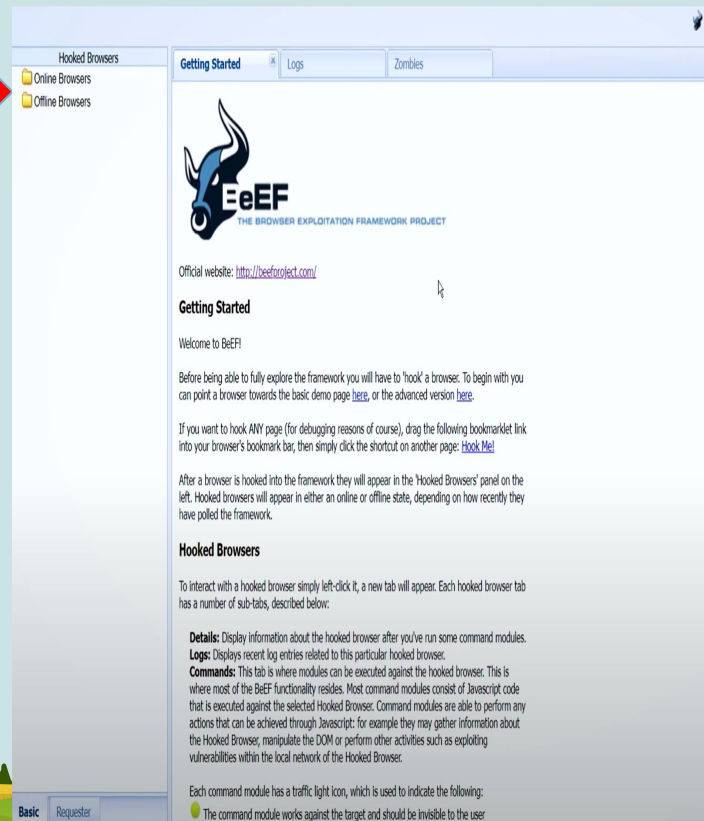 Hooked Browsers
Online Browsers
Offline Browsers
Getting Started
Logs
Zombies
BeEF
THE BROWSER EXPLOITATION FRAMEWORK PROJECT
Official website: http://beefproject.com/
Getting Started
Welcome to BeEF!
Before being able to fully explore the framework you will have to 'hook' a browser. To begin with you
can point a browser towards the basic demo page here, or the advanced version here.
If you want to hook ANY page (for debugging reasons of course), drag the following bookmarklet link
into your browser's bookmark bar, then simply click the shortcut on another page: Hook Me!
After a browser is hooked into the framework they will appear in the 'Hooked Browsers' panel on the
left. Hooked browsers will appear in either an online or offline state, depending on how recently they
have polled the framework.
Hooked Browsers
To interact with a hooked browser simply left-click it, a new tab will appear. Each hooked browser tab
has a number of sub-tabs, described below:
Details: Display information about the hooked browser after you've run some command modules.
Logs: Displays recent log entries related to this particular hooked browser.
Commands: This tab is where modules can be executed against the hooked browser. This is
where most of the BeEF functionality resides. Most command modules consist of Javascript code
that is executed against the selected Hooked Browser. Command modules are able to perform any
actions that can be achieved through Javascript: for example they may gather information about
the Hooked Browser, manipulate the DOM or perform other activities such as exploiting
vulnerabilities within the local network of the Hooked Browser.
Each command module has a traffic light icon, which is used to indicate the following:
The command module works against the target and should be invisible to the user
Basic
Requester